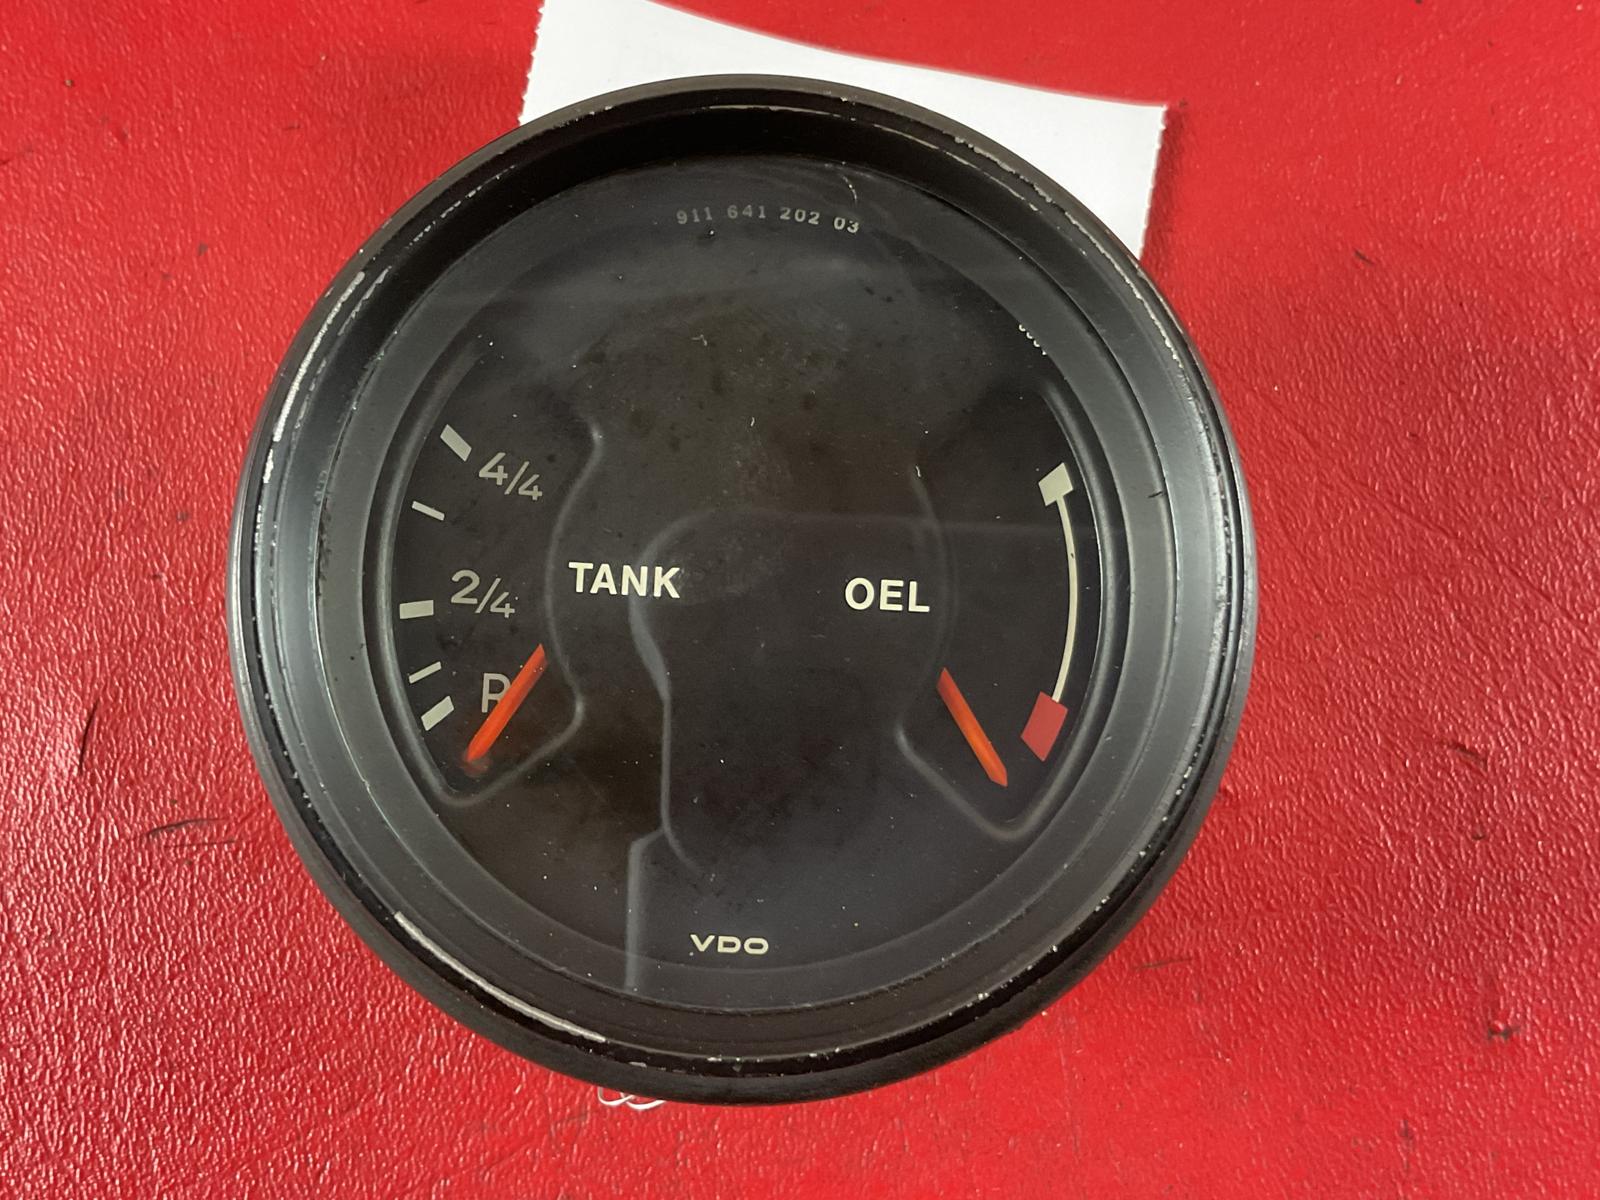 911 641 202 03
4/4
2/4
R
TANK
OEL
VDO